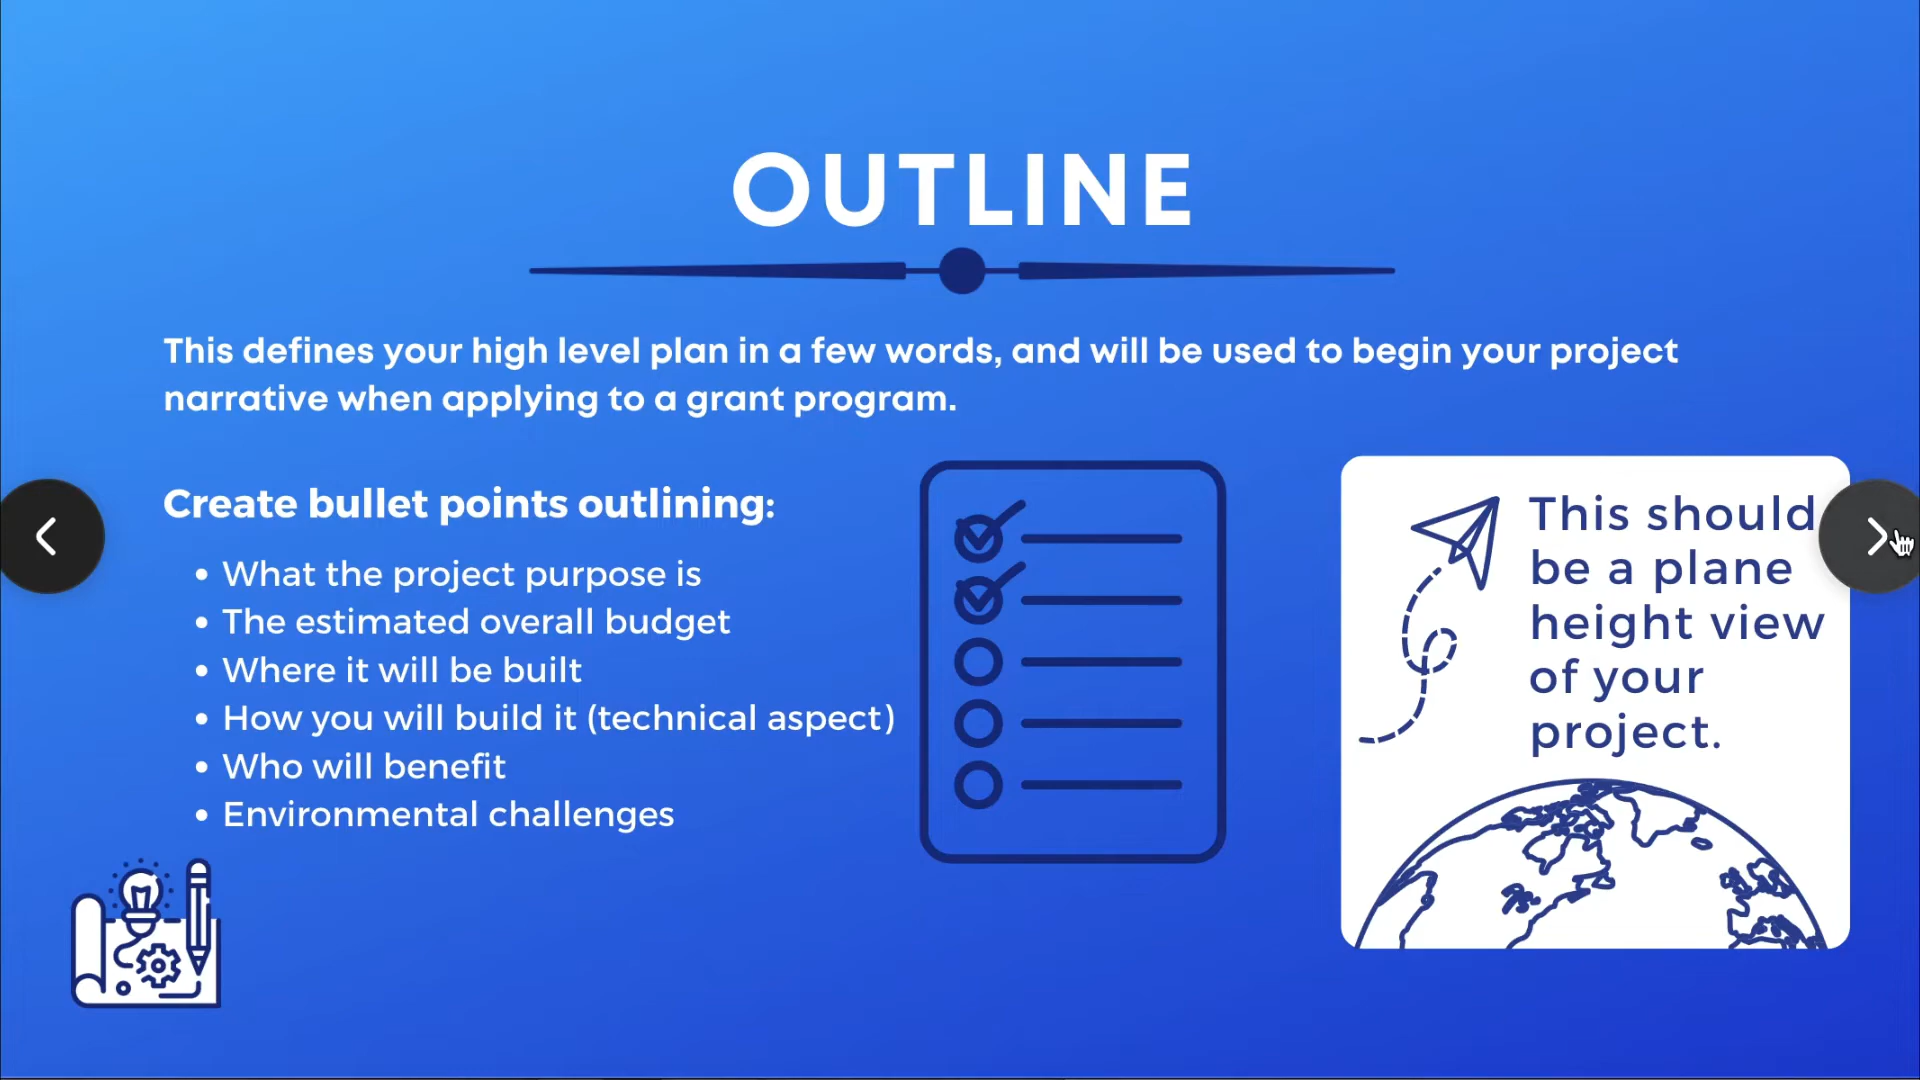 OUTLINE
This defines your high level plan in a few words, and will be used to begin your project
narrative when applying to a grant program.
Create bullet points outlining:
• What the project purpose is
• The estimated overall budget
• Where it will be built
• How you will build it (technical aspect)
• Who will benefit
• Environmental challenges
This should
be a plane
height view
of your
project.